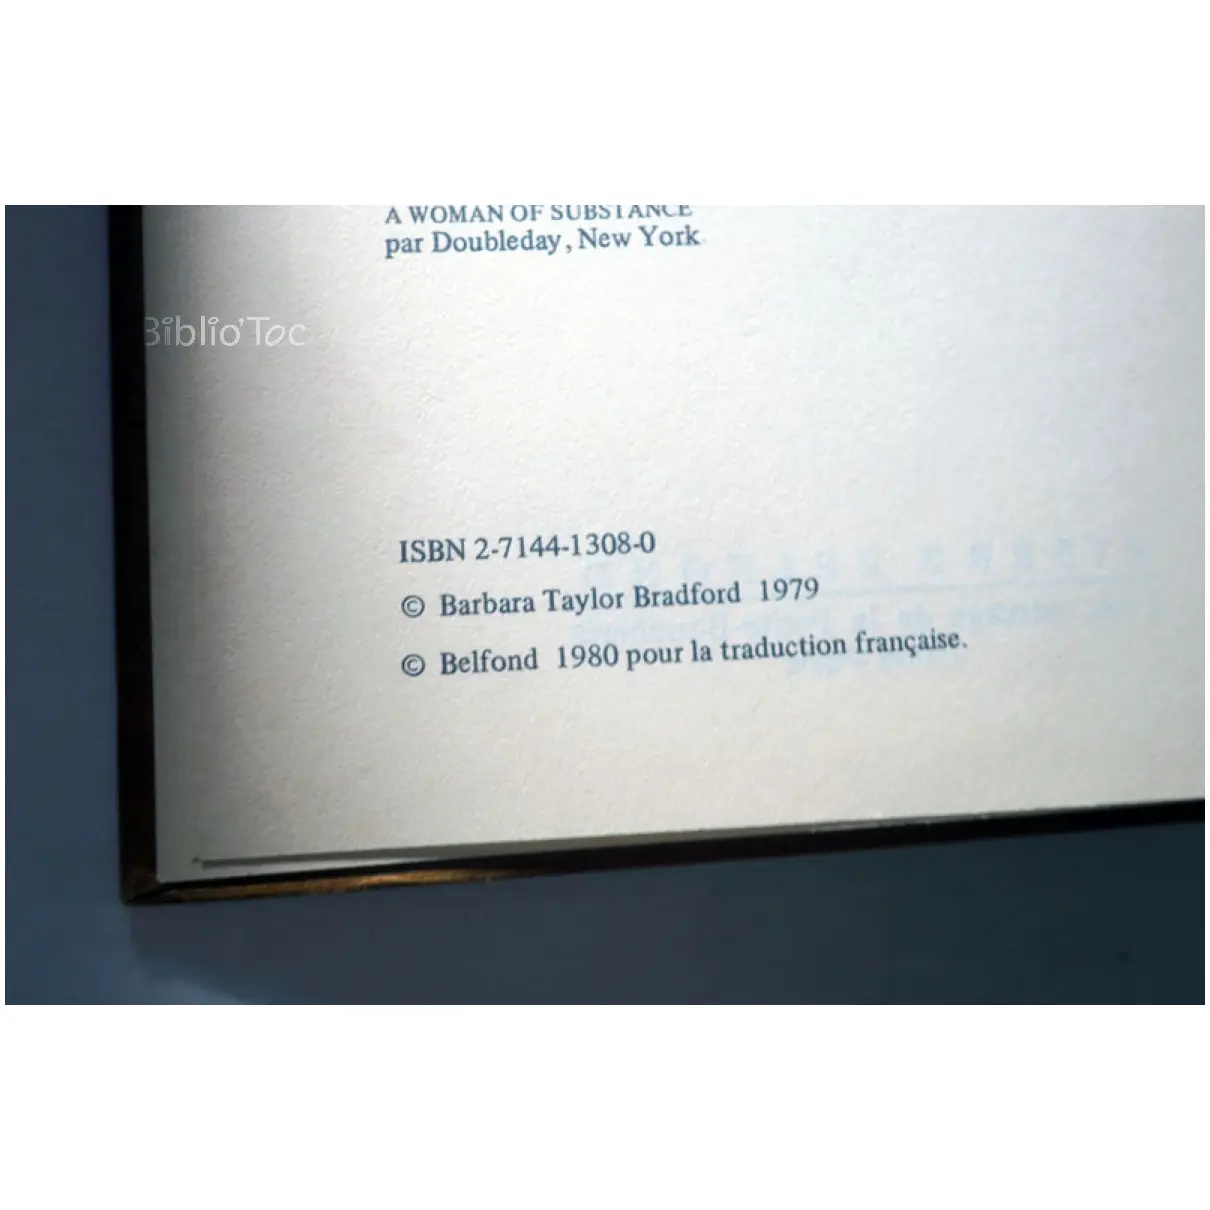 A WOMAN OF SUBSTANCE
par Doubleday, New York
Biblio'Toc
ISBN 2-7144-1308-0
© Barbara Taylor Bradford 1979
© Belfond 1980 pour la traduction française.